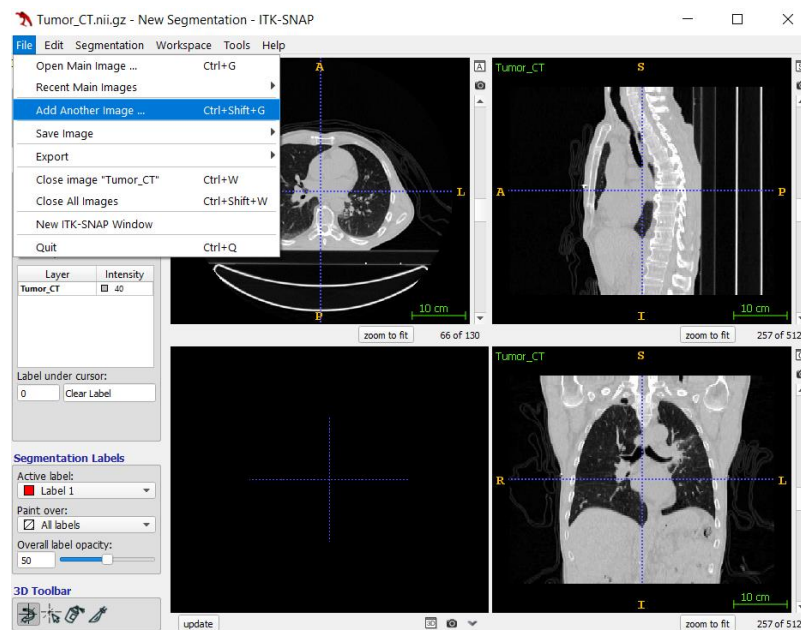 Tumor_CT.nii.gz - New Segmentation - ITK-SNAP
File Edit Segmentation Workspace Tools Help
Open Main Image ... Ctrl+G
Recent Main Images
Add Another Image ... Ctrl+Shift+G
Save Image
Export
Close image "Tumor_CT" Ctrl+W
Close All Images Ctrl+Shift+W
New ITK-SNAP Window
Quit Ctrl+Q
Layer Intensity
Tumor_CT 40
Label under cursor:
0 Clear Label
Segmentation Labels
Active label:
Label 1
Paint over:
All labels
Overall label opacity:
50
3D Toolbar
A
L
P
10 cm
A
zoom to fit 66 of 130
Tumor_CT
S
A
P
I
10 cm
zoom to fit 257 of 512
update
3D
Tumor_CT
S
R
L
I
10 cm
zoom to fit 257 of 512